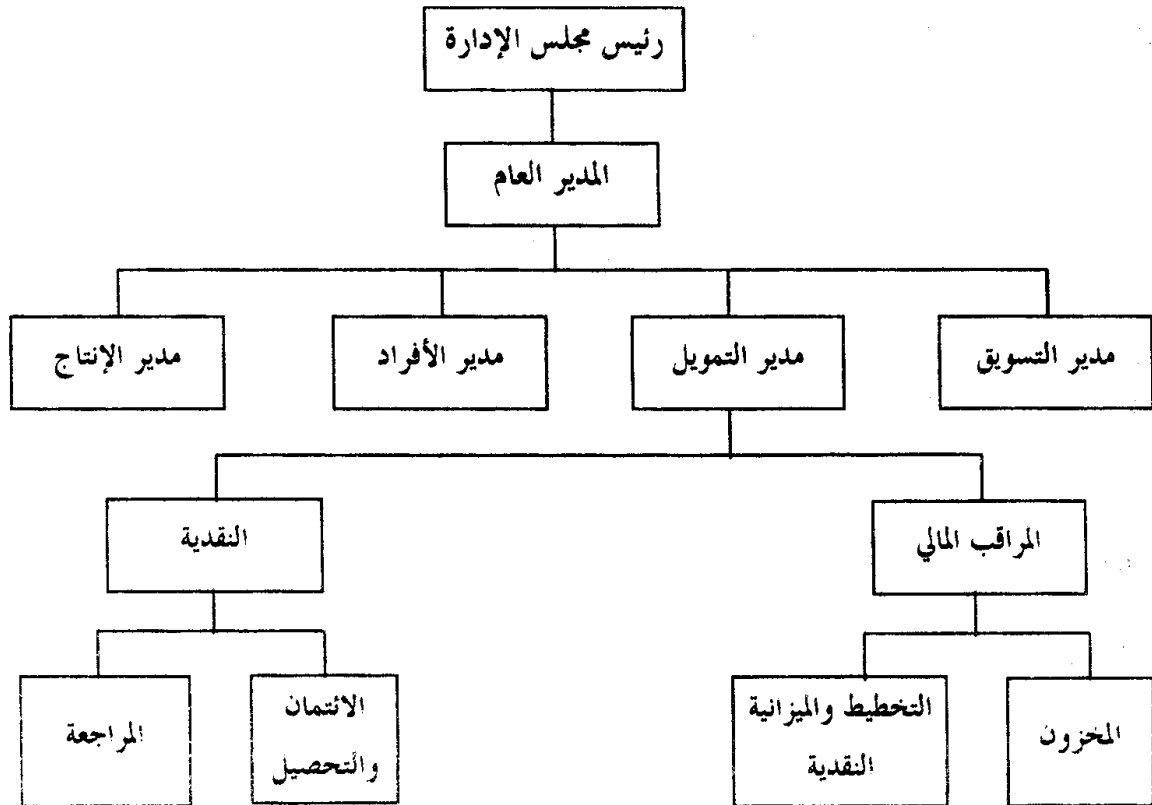 رئيس مجلس الإدارة
المدير العام
مدير التسويق
مدير التمويل
مدير الأفراد
مدير الإنتاج
المراقب المالي
النقدية
المخزون
التخطيط والميزانية
النقدية
الائتمان
والتحصيل
المراجعة